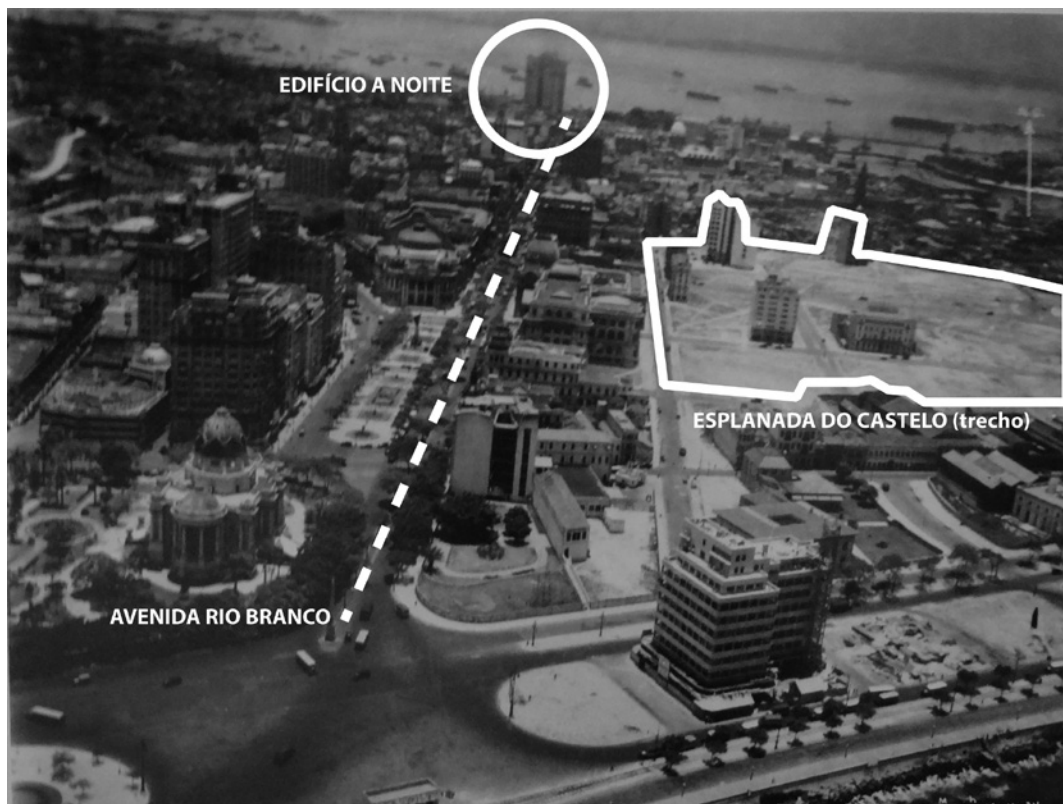 EDIFÍCIO A NOITE
ESPLANADA DO CASTELO (trecho)
AVENIDA RIO BRANCO